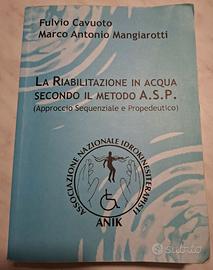 Fulvio Cavuoto
Marco Antonio Mangiarotti
LA RIABILITAZIONE IN ACQUA
SECONDO IL METODO A.S.P.
(Approccio Sequenziale e Propedeutico)
ASSOCIAZIONE NAZIONALE IDROKINESITERAPISTI
ANIK
subito